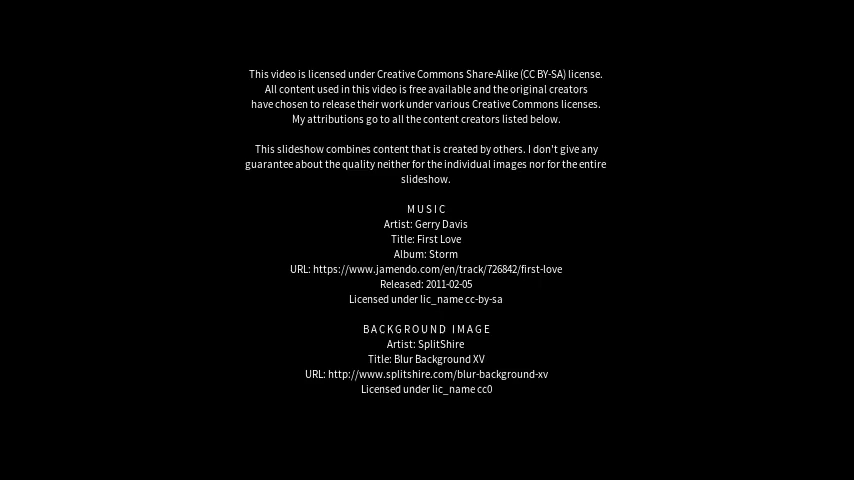 This video is licensed under Creative Commons Share-Alike (CC BY-SA) license.
All content used in this video is free available and the original creators
have chosen to release their work under various Creative Commons licenses.
My attributions go to all the content creators listed below.
This slideshow combines content that is created by others. I don't give any
guarantee about the quality neither for the individual images nor for the entire
slideshow.
MUSIC
Artist: Gerry Davis
Title: First Love
Album: Storm
URL: https://www.jamendo.com/en/track/726842/first-love
Released: 2011-02-05
Licensed under lic_name cc-by-sa
BACKGROUND IMAGE
Artist: SplitShire
Title: Blur Background XV
URL: http://www.splitshire.com/blur-background-xv
Licensed under lic_name cc0